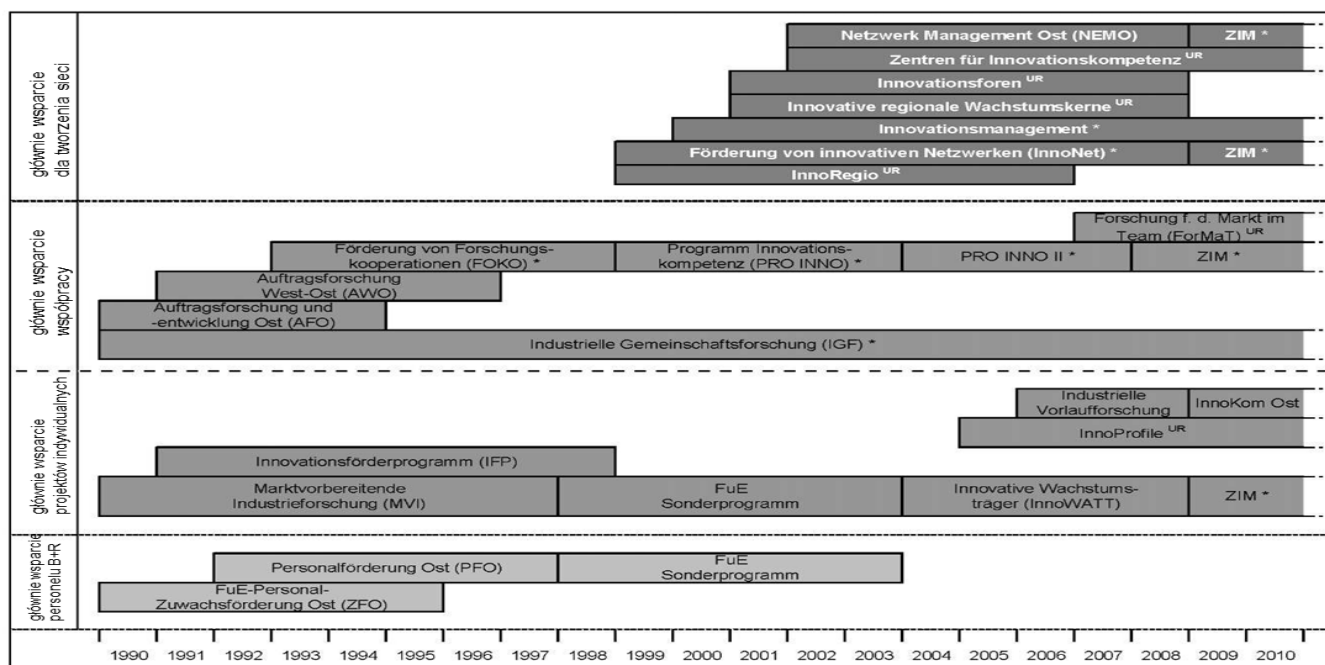 głównie wsparcie
dla tworzenia sieci
Netzwerk Management Ost (NEMO)
ZIM *
Zentren für Innovationskompetenz UR
Innovationsforen UR
Innovative regionale Wachstumskerne UR
Innovationsmanagement *
Förderung von innovativen Netzwerken (InnoNet) *
ZIM *
InnoRegio UR
głównie wsparcie
współpracy
Forschung f. d. Markt im
Team (ForMaT) UR
Förderung von Forschungs-
kooperationen (FOKO) *
Programm Innovations-
kompetenz (PRO INNO) *
PRO INNO II *
ZIM *
Auftragsforschung
West-Ost (AWO)
Auftragsforschung und
-entwicklung Ost (AFO)
Industrielle Gemeinschaftsforschung (IGF) *
głównie wsparcie
projektów indywidualnych
Industrielle
Vorlaufforschung
InnoKom Ost
InnoProfile UR
Innovationsförderprogramm (IFP)
Marktvorbereitende
Industrieforschung (MVI)
FuE
Sonderprogramm
Innovative Wachstums-
träger (InnoWATT)
ZIM *
głównie wsparcie
personelu B+R
Personalförderung Ost (PFO)
FuE
Sonderprogramm
FuE-Personal-
Zuwachsförderung Ost (ZFO)
1990 1991 1992 1993 1994 1995 1996 1997 1998 1999 2000 2001 2002 2003 2004 2005 2006 2007 2008 2009 2010